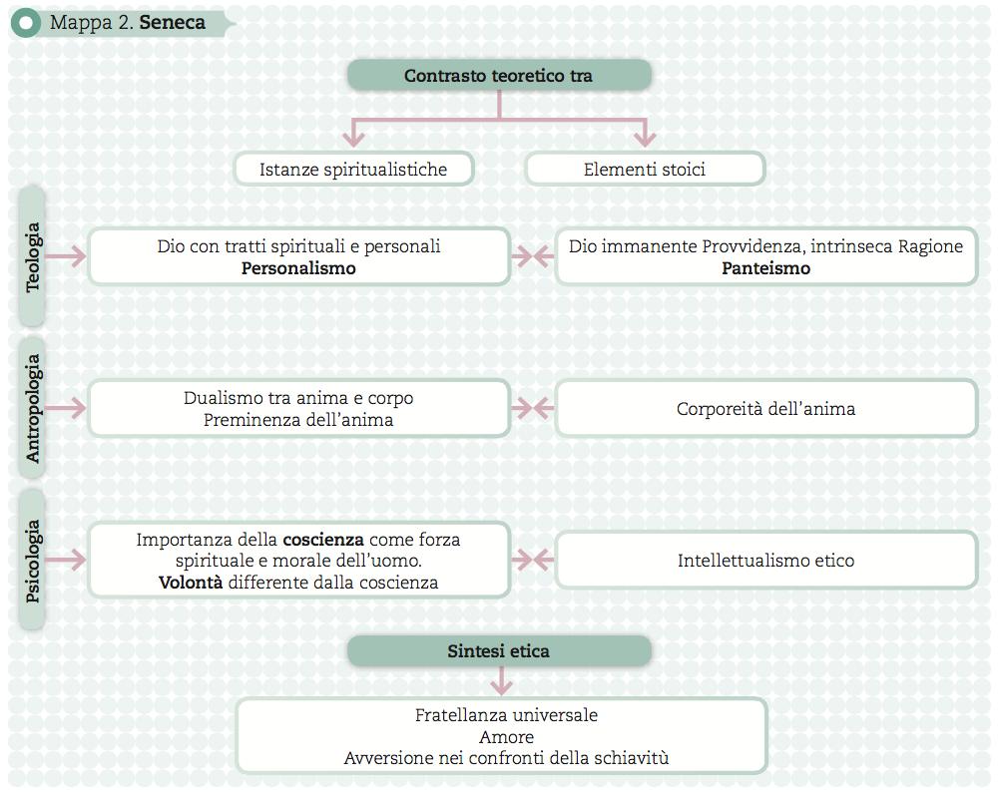 Mappa 2. Seneca
Contrasto teoretico tra
Istanze spiritualistiche
Elementi stoici
Teologia
Dio con tratti spirituali e personali
Personalismo
Dio immanente Provvidenza, intrinseca Ragione
Panteismo
Antropologia
Dualismo tra anima e corpo
Preminenza dell'anima
Corporeità dell'anima
Psicologia
Importanza della coscienza come forza
spirituale e morale dell'uomo.
Volontà differente dalla coscienza
Intellettualismo etico
Sintesi etica
Fratellanza universale
Amore
Avversione nei confronti della schiavitù